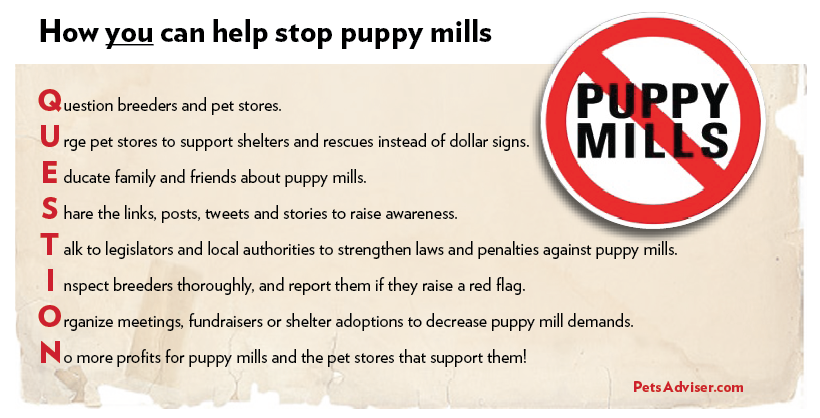 How you can help stop puppy mills
PUPPY
MILLS
Question breeders and pet stores.
Urge pet stores to support shelters and rescues instead of dollar signs.
Educate family and friends about puppy mills.
Share the links, posts, tweets and stories to raise awareness.
Talk to legislators and local authorities to strengthen laws and penalties against puppy mills.
Inspect breeders thoroughly, and report them if they raise a red flag.
Organize meetings, fundraisers or shelter adoptions to decrease puppy mill demands.
No more profits for puppy mills and the pet stores that support them!
PetsAdviser.com